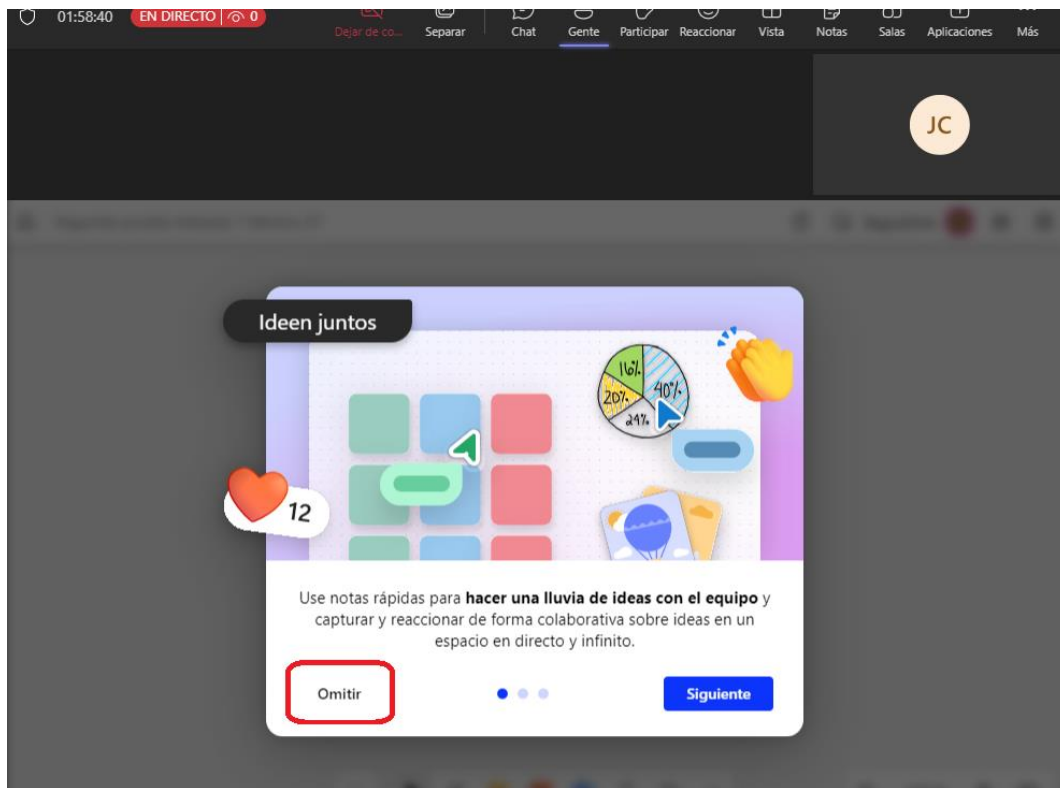 01:58:40 EN DIRECTO 0
Dejar de co... Separar Chat Gente Participar Reaccionar Vista Notas Salas Aplicaciones Más
JC
Ideen juntos
16%
40%
20%
24%
12
Use notas rápidas para hacer una lluvia de ideas con el equipo y
capturar y reaccionar de forma colaborativa sobre ideas en un
espacio en directo y infinito.
Omitir Siguiente